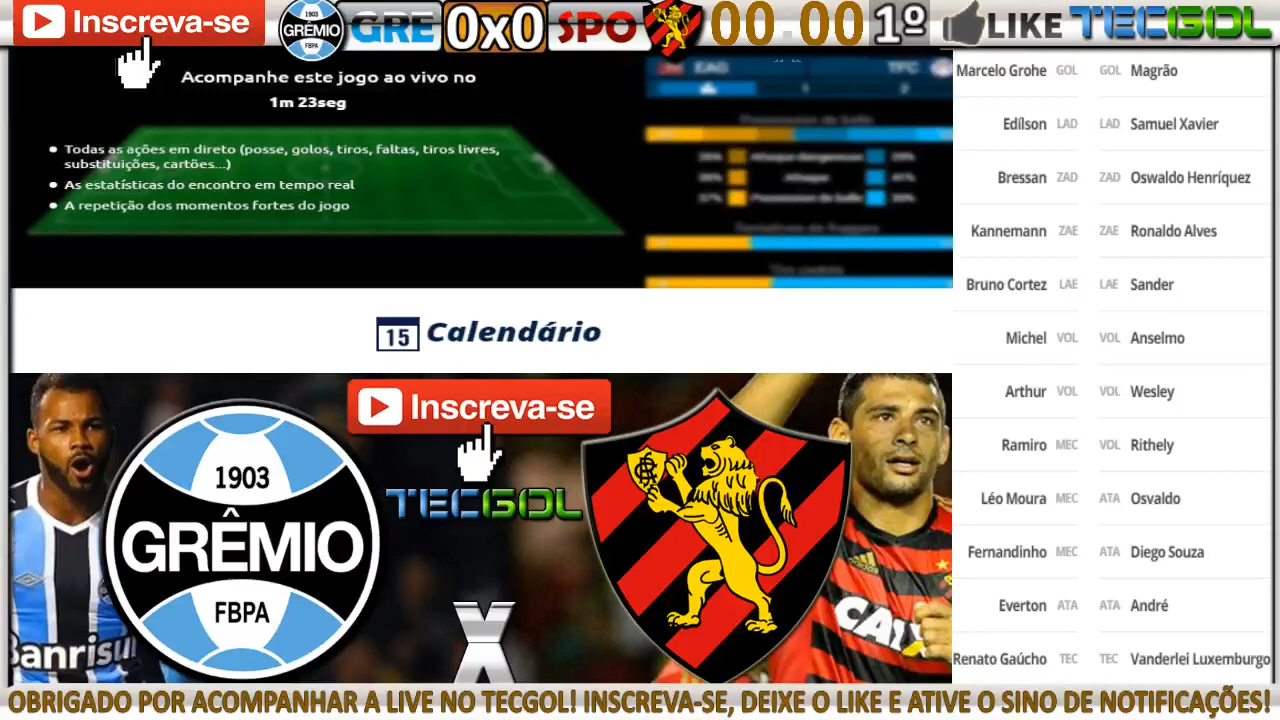 Inscreva-se
1903
GRÊMIO
FBPA
GRE 0x0 SPO 00:00 1º LIKE TECGOL
Acompanhe este jogo ao vivo no
1m 23seg
• Todas as ações em direto (posse, golos, tiros, faltas, tiros livres,
substituições, cartões...)
• As estatísticas do encontro em tempo real
• A repetição dos momentos fortes do jogo
EAG TFC
1 2
15 Calendário
Inscreva-se
TECGOL
1903
GRÊMIO
FBPA
X
Banrisul
CAIXA
Marcelo Grohe GOL GOL Magrão
Edílson LAD LAD Samuel Xavier
Bressan ZAD ZAD Oswaldo Henríquez
Kannemann ZAE ZAE Ronaldo Alves
Bruno Cortez LAE LAE Sander
Michel VOL VOL Anselmo
Arthur VOL VOL Wesley
Ramiro MEC VOL Rithely
Léo Moura MEC ATA Osvaldo
Fernandinho MEC ATA Diego Souza
Everton ATA ATA André
Renato Gaúcho TEC TEC Vanderlei Luxemburgo
OBRIGADO POR ACOMPANHAR A LIVE NO TECGOL! INSCREVA-SE, DEIXE O LIKE E ATIVE O SINO DE NOTIFICAÇÕES!